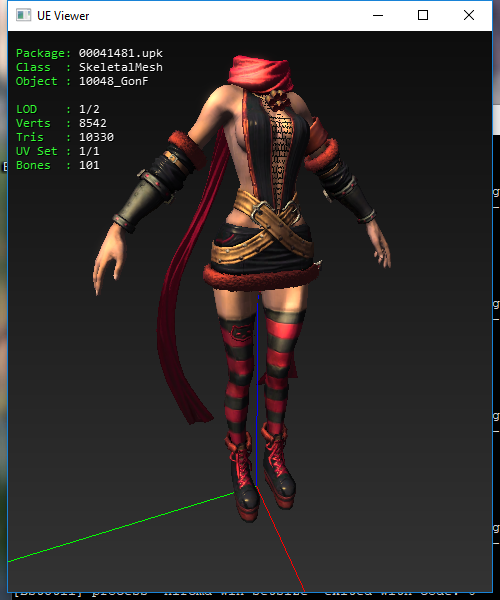 UE Viewer
Package: 00041481.upk
Class : SkeletalMesh
Object : 10048_GonF
LOD : 1/2
Verts : 8542
Tris : 10330
UV Set : 1/1
Bones : 101